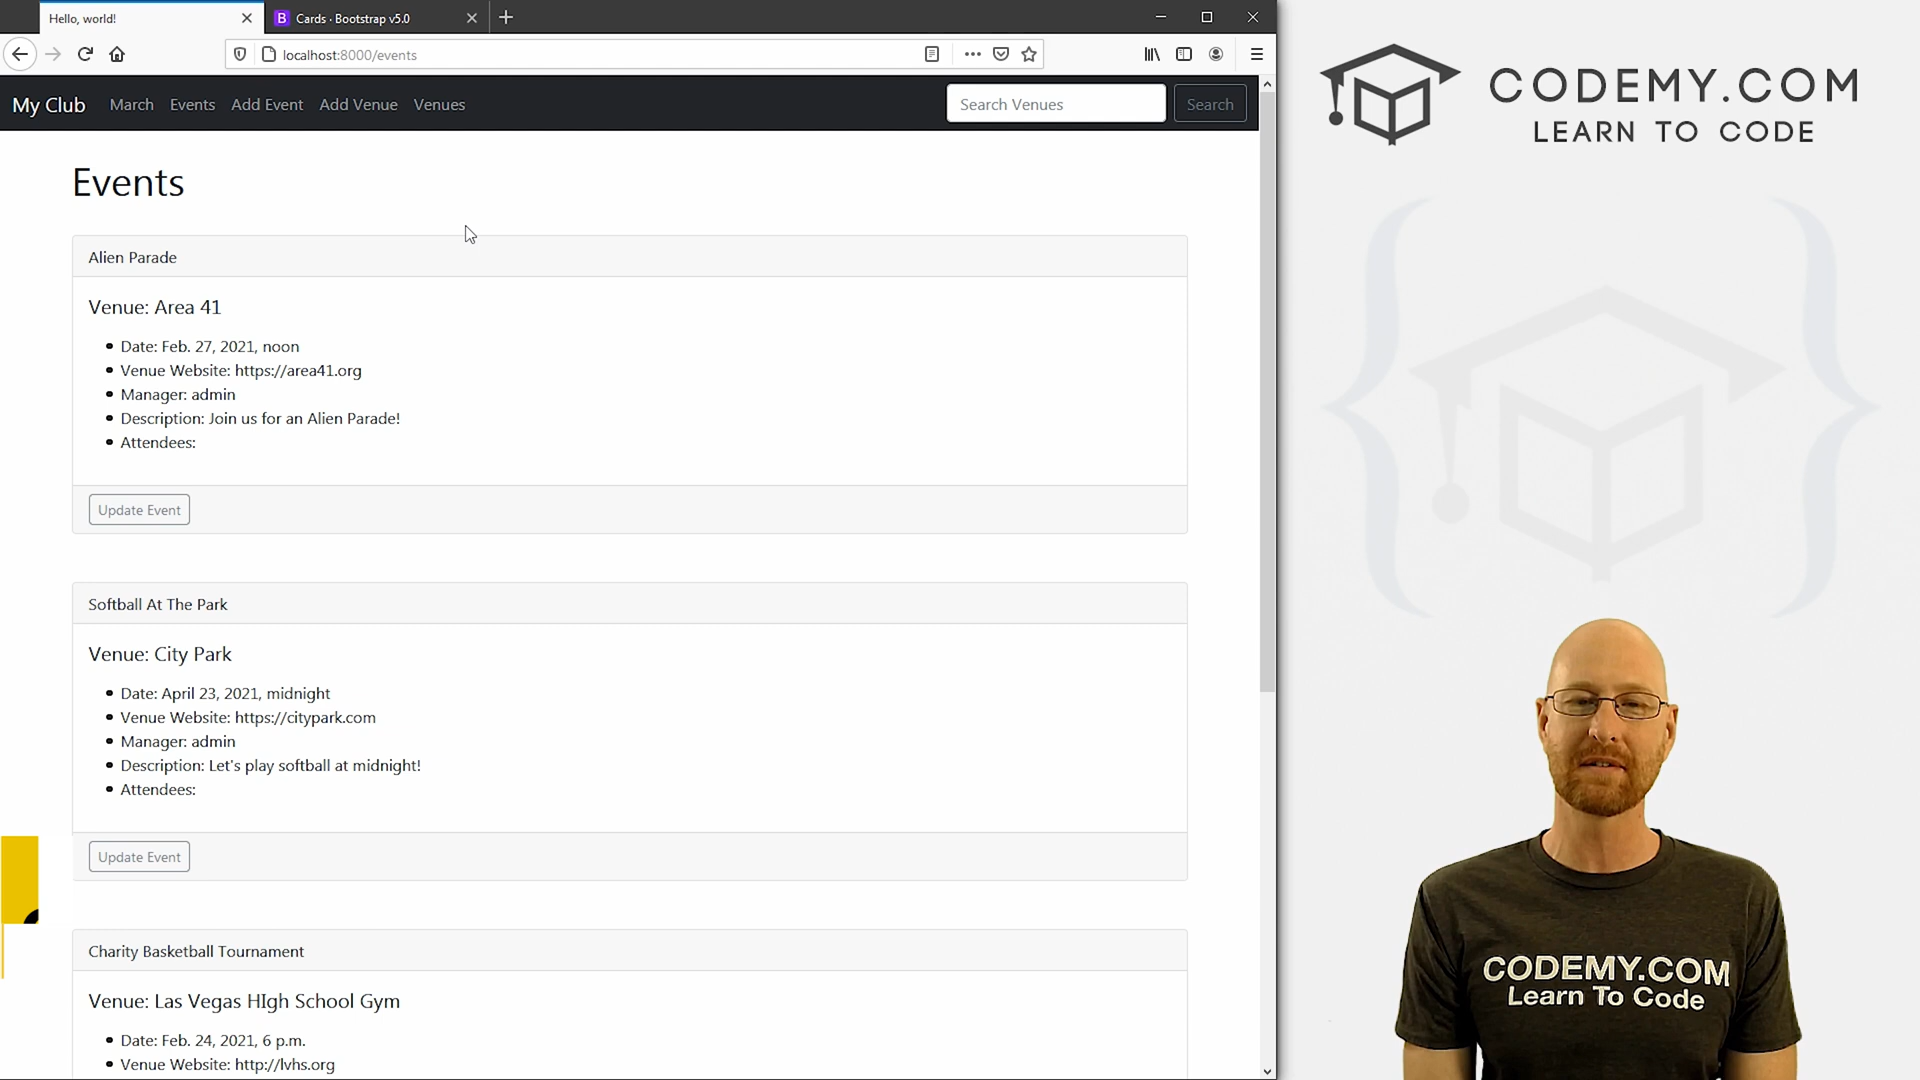 Hello, world!
Cards · Bootstrap v5.0
localhost:8000/events
My Club March Events Add Event Add Venue Venues Search Venues Search
Events
Alien Parade
Venue: Area 41
Date: Feb. 27, 2021, noon
Venue Website: https://area41.org
Manager: admin
Description: Join us for an Alien Parade!
Attendees:
Update Event
Softball At The Park
Venue: City Park
Date: April 23, 2021, midnight
Venue Website: https://citypark.com
Manager: admin
Description: Let's play softball at midnight!
Attendees:
Update Event
Charity Basketball Tournament
Venue: Las Vegas HIgh School Gym
Date: Feb. 24, 2021, 6 p.m.
Venue Website: http://lvhs.org
CODEMY.COM
LEARN TO CODE
CODEMY.COM
Learn To Code